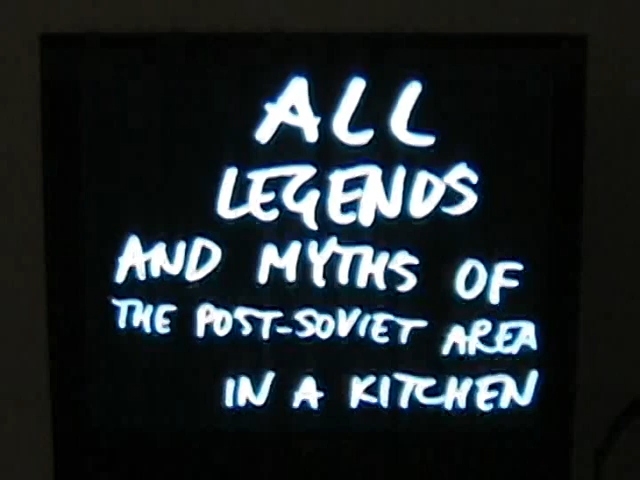 ALL
LEGENDS
AND MYTHS OF
THE POST-SOVIET AREA
IN A KITCHEN